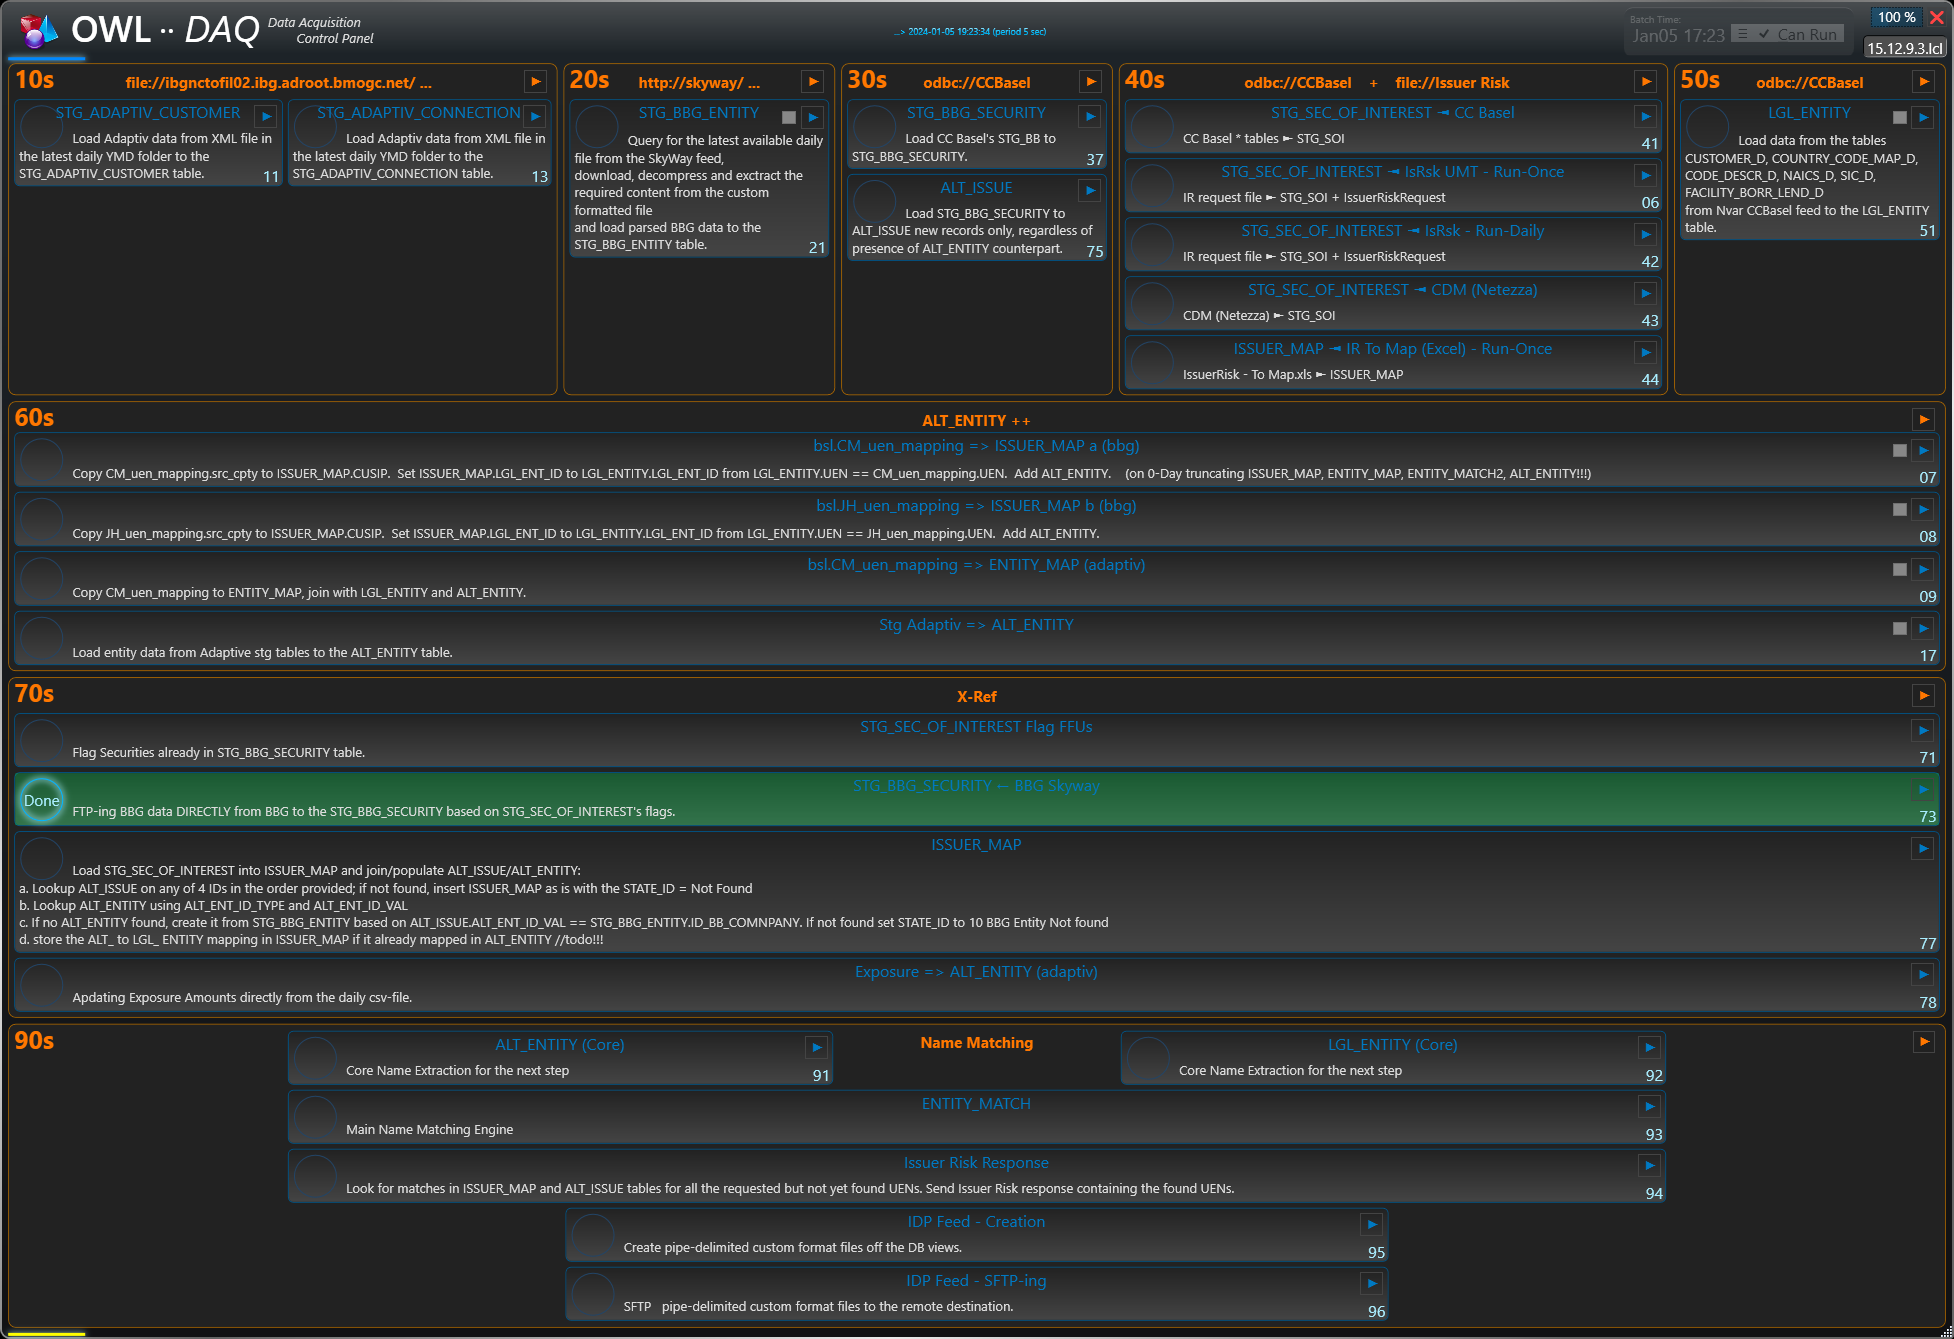 OWL ·· DAQ Data Acquisition
Control Panel
...> 2024-01-05 19:23:34 (period 5 sec)
Batch Time:
Jan05 17:23
☰ ✓ Can Run
100 %
15.12.9.3.lcl
10s file://ibgnctofil02.ibg.adroot.bmogc.net/ ...
STG_ADAPTIV_CUSTOMER
Load Adaptiv data from XML file in
the latest daily YMD folder to the
STG_ADAPTIV_CUSTOMER table.
11
STG_ADAPTIV_CONNECTION
Load Adaptiv data from XML file in
the latest daily YMD folder to the
STG_ADAPTIV_CONNECTION table.
13
20s http://skyway/ ...
STG_BBG_ENTITY
Query for the latest available daily
file from the SkyWay feed,
download, decompress and exctract the
required content from the custom
formatted file
and load parsed BBG data to the
STG_BBG_ENTITY table.
21
30s odbc://CCBasel
STG_BBG_SECURITY
Load CC Basel's STG_BB to
STG_BBG_SECURITY.
37
ALT_ISSUE
Load STG_BBG_SECURITY to
ALT_ISSUE new records only, regardless of
presence of ALT_ENTITY counterpart.
75
40s odbc://CCBasel + file://Issuer Risk
STG_SEC_OF_INTEREST ◄ CC Basel
CC Basel * tables ► STG_SOI
41
STG_SEC_OF_INTEREST ◄ IsRsk UMT - Run-Once
IR request file ► STG_SOI + IssuerRiskRequest
06
STG_SEC_OF_INTEREST ◄ IsRsk - Run-Daily
IR request file ► STG_SOI + IssuerRiskRequest
42
STG_SEC_OF_INTEREST ◄ CDM (Netezza)
CDM (Netezza) ► STG_SOI
43
ISSUER_MAP ◄ IR To Map (Excel) - Run-Once
IssuerRisk - To Map.xls ► ISSUER_MAP
44
50s odbc://CCBasel
LGL_ENTITY
Load data from the tables
CUSTOMER_D, COUNTRY_CODE_MAP_D,
CODE_DESCR_D, NAICS_D, SIC_D,
FACILITY_BORR_LEND_D
from Nvar CCBasel feed to the LGL_ENTITY
table.
51
60s ALT_ENTITY ++
bsl.CM_uen_mapping => ISSUER_MAP a (bbg)
Copy CM_uen_mapping.src_cpty to ISSUER_MAP.CUSIP. Set ISSUER_MAP.LGL_ENT_ID to LGL_ENTITY.LGL_ENT_ID from LGL_ENTITY.UEN == CM_uen_mapping.UEN. Add ALT_ENTITY. (on 0-Day truncating ISSUER_MAP, ENTITY_MAP, ENTITY_MATCH2, ALT_ENTITY!!!)
07
bsl.JH_uen_mapping => ISSUER_MAP b (bbg)
Copy JH_uen_mapping.src_cpty to ISSUER_MAP.CUSIP. Set ISSUER_MAP.LGL_ENT_ID to LGL_ENTITY.LGL_ENT_ID from LGL_ENTITY.UEN == JH_uen_mapping.UEN. Add ALT_ENTITY.
08
bsl.CM_uen_mapping => ENTITY_MAP (adaptiv)
Copy CM_uen_mapping to ENTITY_MAP, join with LGL_ENTITY and ALT_ENTITY.
09
Stg Adaptiv => ALT_ENTITY
Load entity data from Adaptive stg tables to the ALT_ENTITY table.
17
70s X-Ref
STG_SEC_OF_INTEREST Flag FFUs
Flag Securities already in STG_BBG_SECURITY table.
71
STG_BBG_SECURITY ← BBG Skyway
Done
FTP-ing BBG data DIRECTLY from BBG to the STG_BBG_SECURITY based on STG_SEC_OF_INTEREST's flags.
73
ISSUER_MAP
Load STG_SEC_OF_INTEREST into ISSUER_MAP and join/populate ALT_ISSUE/ALT_ENTITY:
a. Lookup ALT_ISSUE on any of 4 IDs in the order provided; if not found, insert ISSUER_MAP as is with the STATE_ID = Not Found
b. Lookup ALT_ENTITY using ALT_ENT_ID_TYPE and ALT_ENT_ID_VAL
c. If no ALT_ENTITY found, create it from STG_BBG_ENTITY based on ALT_ISSUE.ALT_ENT_ID_VAL == STG_BBG_ENTITY.ID_BB_COMNPANY. If not found set STATE_ID to 10 BBG Entity Not found
d. store the ALT_ to LGL_ ENTITY mapping in ISSUER_MAP if it already mapped in ALT_ENTITY //todo!!!
77
Exposure => ALT_ENTITY (adaptiv)
Apdating Exposure Amounts directly from the daily csv-file.
78
90s Name Matching
ALT_ENTITY (Core)
Core Name Extraction for the next step
91
LGL_ENTITY (Core)
Core Name Extraction for the next step
92
ENTITY_MATCH
Main Name Matching Engine
93
Issuer Risk Response
Look for matches in ISSUER_MAP and ALT_ISSUE tables for all the requested but not yet found UENs. Send Issuer Risk response containing the found UENs.
94
IDP Feed - Creation
Create pipe-delimited custom format files off the DB views.
95
IDP Feed - SFTP-ing
SFTP pipe-delimited custom format files to the remote destination.
96